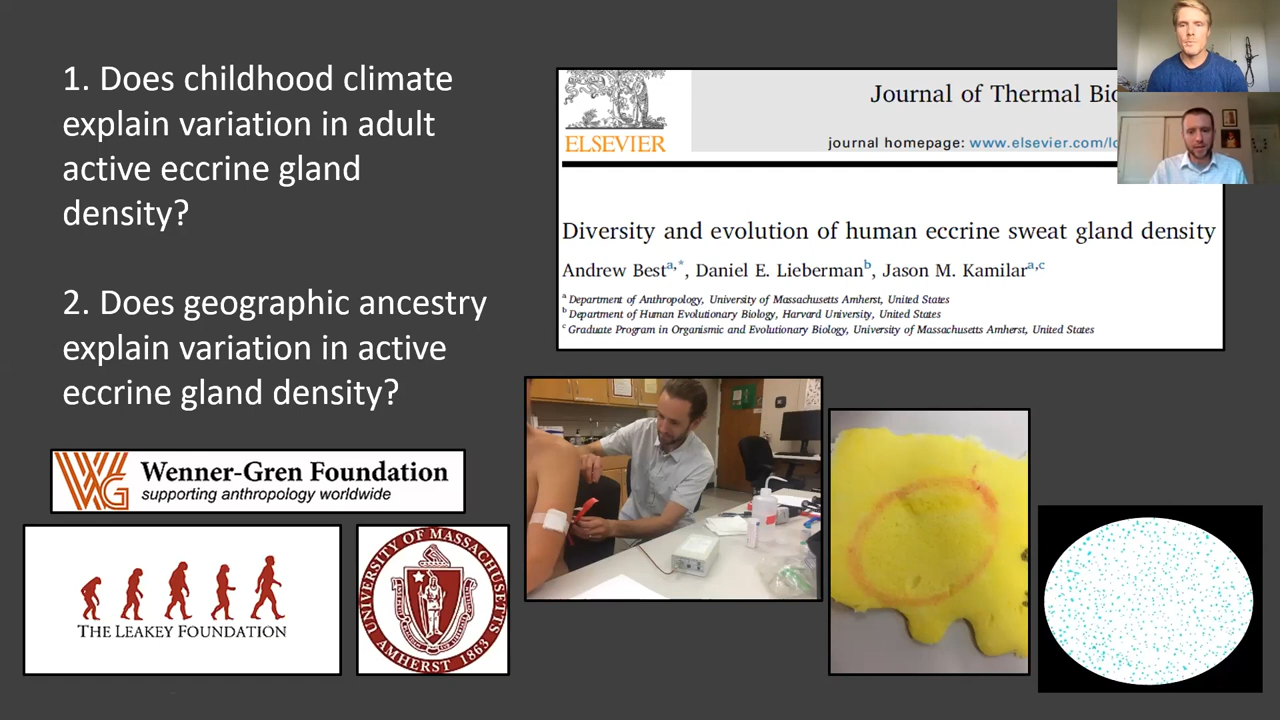 1. Does childhood climate
explain variation in adult
active eccrine gland
density?
2. Does geographic ancestry
explain variation in active
eccrine gland density?
ELSEVIER
Journal of Thermal
journal homepage: www.elsevier.com/
Diversity and evolution of human eccrine sweat gland density
Andrew Best a,*, Daniel E. Lieberman b, Jason M. Kamilar a,c
a Department of Anthropology, University of Massachusetts Amherst, United States
b Department of Human Evolutionary Biology, Harvard University, United States
c Graduate Program in Organismic and Evolutionary Biology, University of Massachusetts Amherst, United States
WG
Wenner-Gren Foundation
supporting anthropology worldwide
THE LEAKEY FOUNDATION
UNIVERSITY OF MASSACHUSETTS
AMHERST 1863